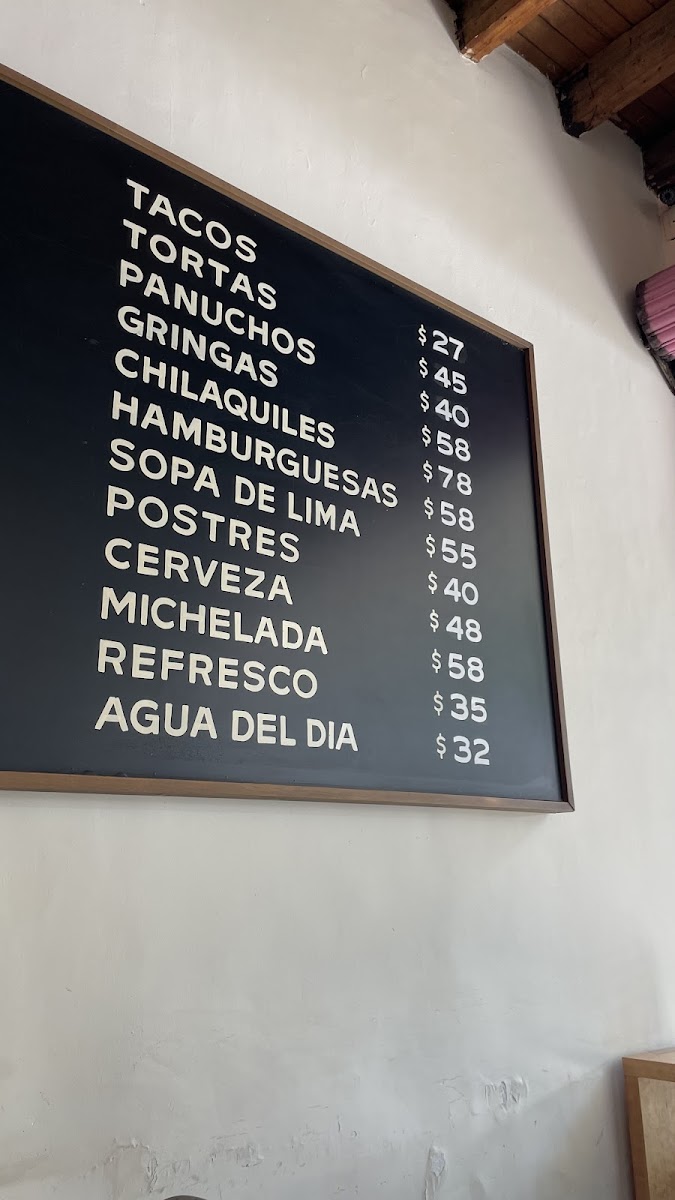 TACOS $27
TORTAS $45
PANUCHOS $40
GRINGAS $58
CHILAQUILES $78
HAMBURGUESAS $58
SOPA DE LIMA $55
POSTRES $40
CERVEZA $48
MICHELADA $58
REFRESCO $35
AGUA DEL DIA $32